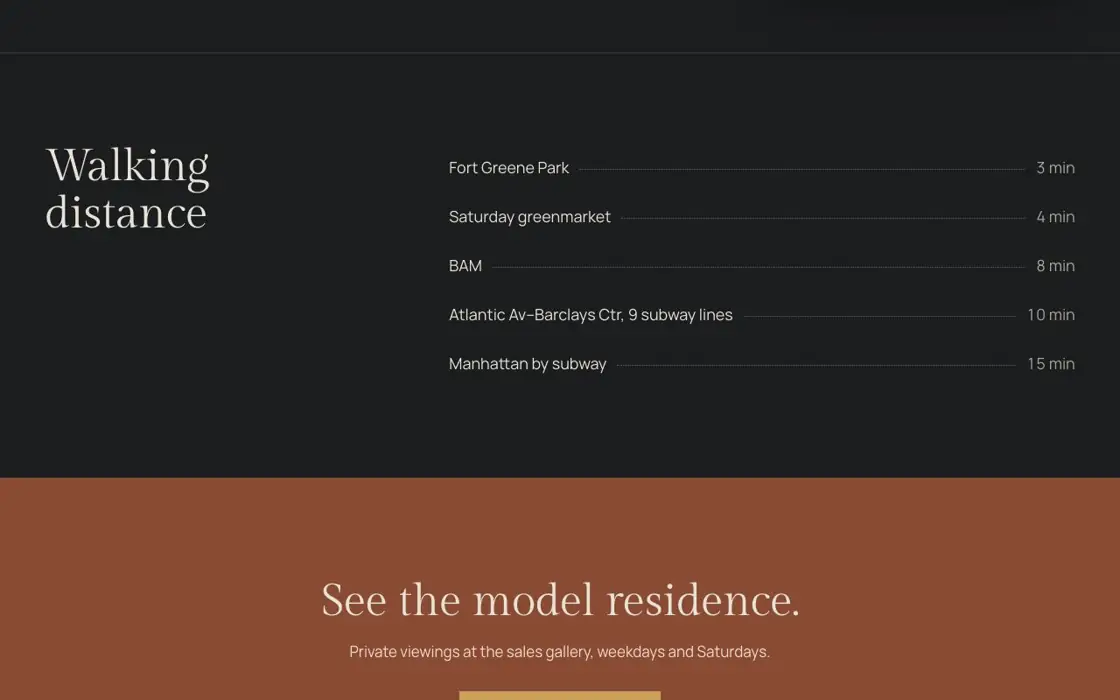 Walking
distance
Fort Greene Park 3 min
Saturday greenmarket 4 min
BAM 8 min
Atlantic Av–Barclays Ctr, 9 subway lines 10 min
Manhattan by subway 15 min
See the model residence.
Private viewings at the sales gallery, weekdays and Saturdays.